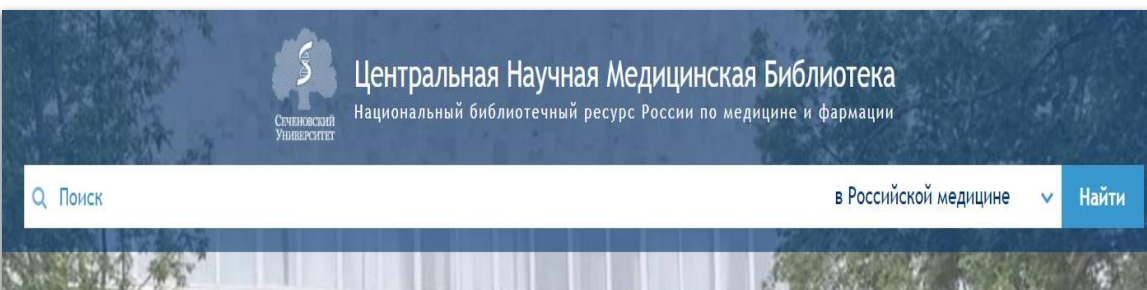 Центральная Научная Медицинская Библиотека
Национальный библиотечный ресурс России по медицине и фармации
Сеченовский
Университет
Поиск
в Российской медицине
Найти